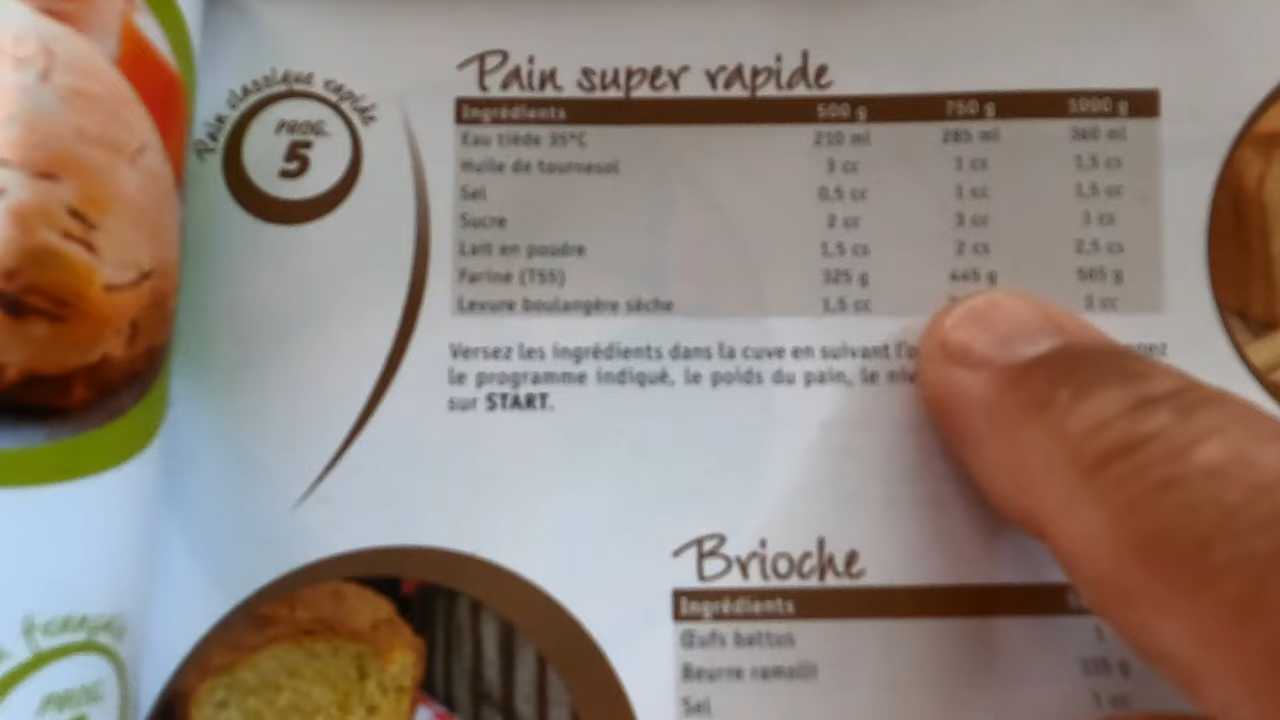 Pain classique rapide
PROG.
5
Pain super rapide
Ingrédients 500 g 750 g 1000 g
Eau tiède 35°C 210 ml 285 ml 360 ml
Huile de tournesol 3 cc 1 cs 1,5 cs
Sel 0,5 cc 1 cc 1,5 cc
Sucre 2 cc 3 cc 1 cs
Lait en poudre 1,5 cs 2 cs 2,5 cs
Farine (T55) 325 g 445 g 565 g
Levure boulangère sèche 1,5 cc 3 cc
Versez les ingrédients dans la cuve en suivant
le programme indiqué, le poids du pain, le
sur START.
Brioche
Ingrédients
Œufs battus
Beurre ramolli
Sel
PROG.